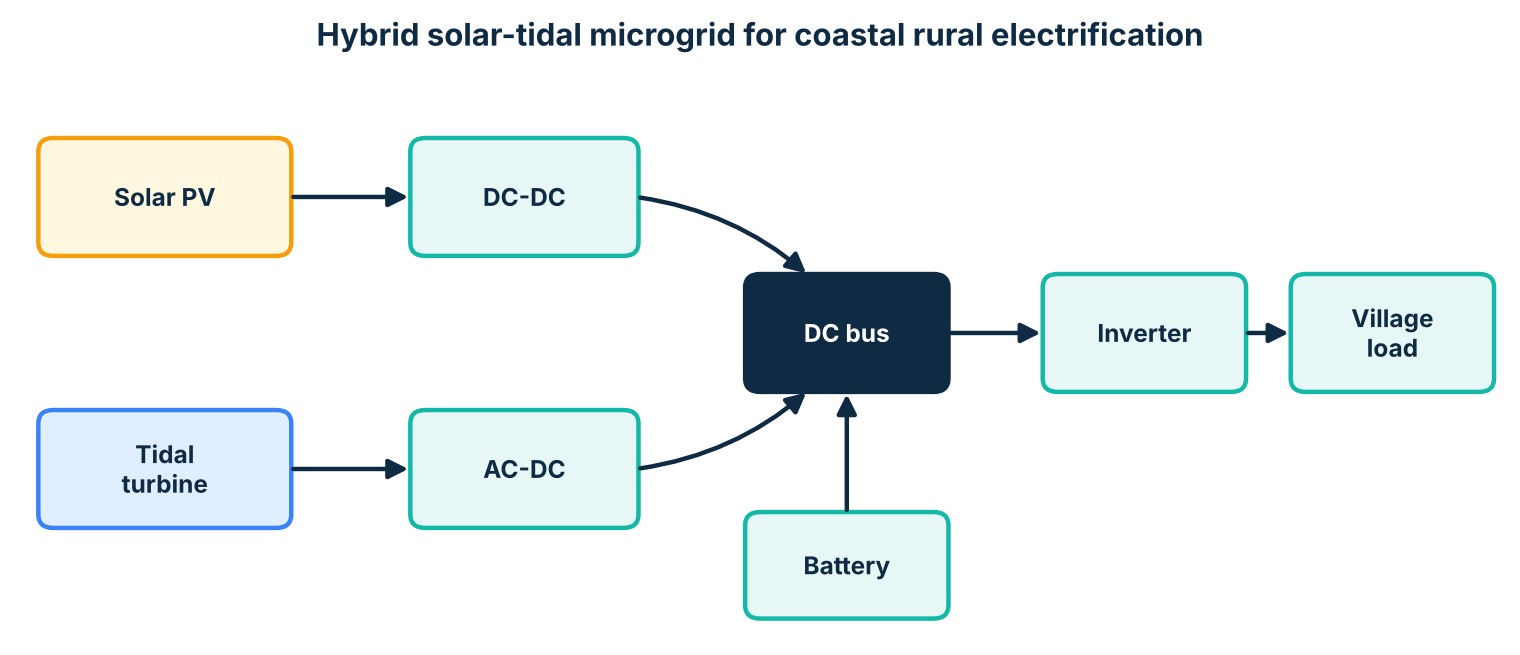 Hybrid solar-tidal microgrid for coastal rural electrification
Solar PV
DC-DC
DC bus
Inverter
Village
load
Tidal
turbine
AC-DC
Battery